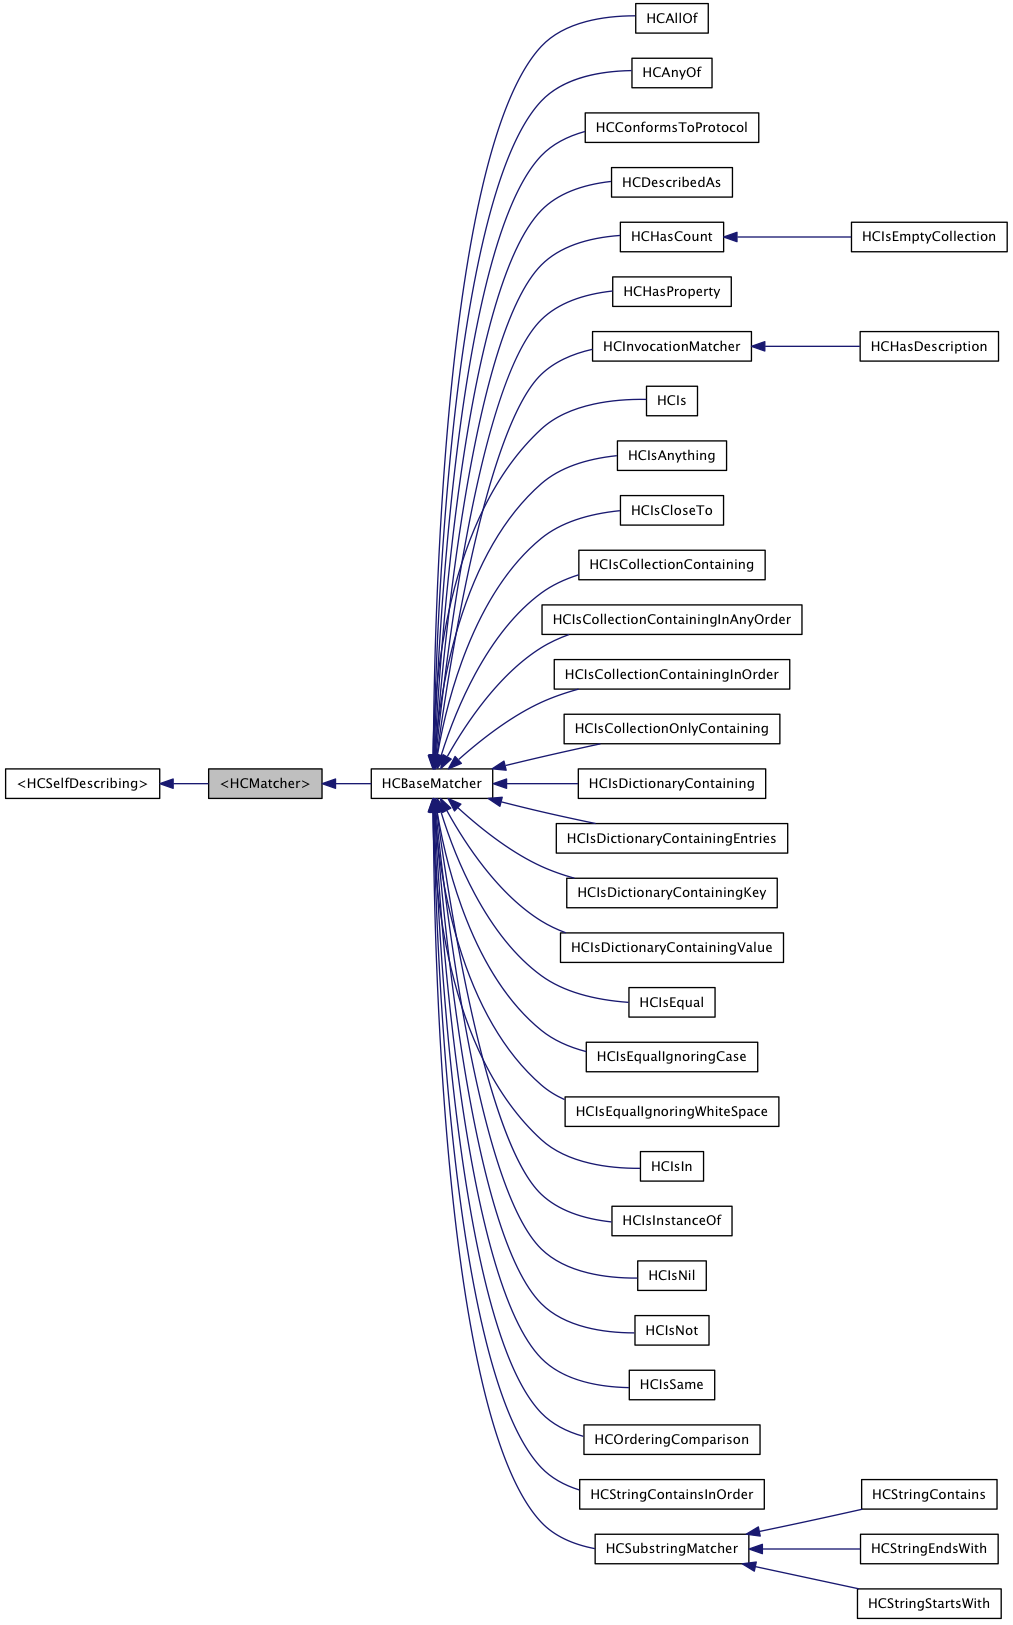 HCAllOf
HCAnyOf
HCConformsToProtocol
HCDescribedAs
HCHasCount
HCIsEmptyCollection
HCHasProperty
HCInvocationMatcher
HCHasDescription
HCIs
HCIsAnything
HCIsCloseTo
HCIsCollectionContaining
HCIsCollectionContainingInAnyOrder
HCIsCollectionContainingInOrder
HCIsCollectionOnlyContaining
<HCSelfDescribing>
<HCMatcher>
HCBaseMatcher
HCIsDictionaryContaining
HCIsDictionaryContainingEntries
HCIsDictionaryContainingKey
HCIsDictionaryContainingValue
HCIsEqual
HCIsEqualIgnoringCase
HCIsEqualIgnoringWhiteSpace
HCIsIn
HCIsInstanceOf
HCIsNil
HCIsNot
HCIsSame
HCOrderingComparison
HCStringContainsInOrder
HCStringContains
HCSubstringMatcher
HCStringEndsWith
HCStringStartsWith